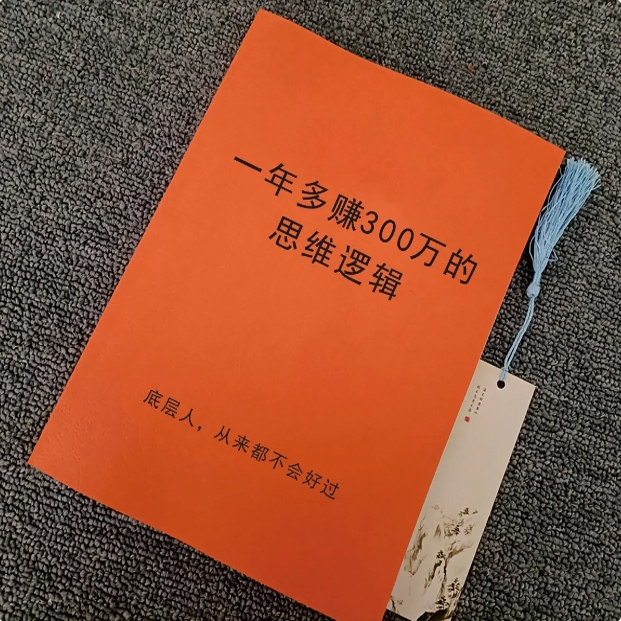 一年多赚300万的
思维逻辑
底层人，从来都不会好过